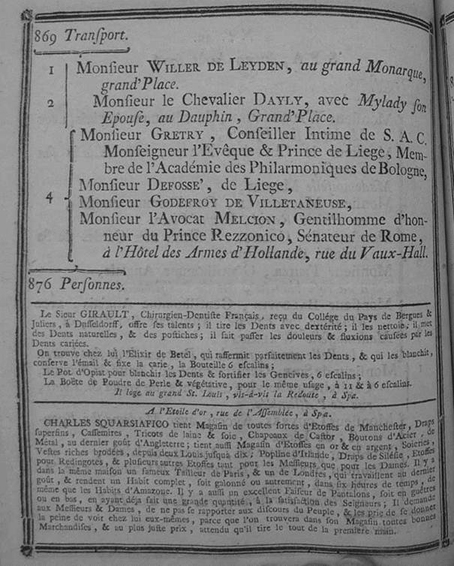 869 Tranſport.
1 Monſieur WILLER DE LEYDEN, au grand Monarque,
grand'Place.
2 Monſieur le Chevalier DAYLY, avec Mylady ſon
Epouſe, au Dauphin, Grand'Place.
Monſieur GRETRY, Conſeiller Intime de S. A. C.
Monſeigneur l'Evêque & Prince de Liege, Mem-
bre de l'Académie des Philarmoniques de Bologne,
4 Monſieur DEFOSSE', de Liege,
Monſieur GODEFROY DE VILLETANEUSE,
Monſieur l'Avocat MELCION, Gentilhomme d'hon-
neur du Prince Rezzonico, Sénateur de Rome,
à l'Hôtel des Armes d'Hollande, rue du Vaux-Hall.
876 Perſonnes.
Le Sieur GIRAULT, Chirurgien-Dentiſte Français, reçu du Collége du Pays de Bergues &
Juliers, à Duſſeldorff, offre ſes talents; il tire les Dents avec dextérité; il les nettoie, il met
des Dents naturelles, & des poſtiches; il fait paſſer les douleurs & fluxions cauſées par les
Dents cariées.
On trouve chez lui l'Elixir de Betel, qui raffermit parfaitement les Dents, & qui les blanchit,
conſerve l'émail & fixe la carie, la Bouteille 6 eſcalins;
Le Pot d'Opiat pour blanchir les Dents & fortifier les Gencives, 6 eſcalins;
La Boëte de Poudre de Perle & végétative, pour le même uſage, à 11 & à 6 eſcalins.
Il loge au grand St. Louis, vis-à-vis la Redoute, à Spa.
A l'Etoile d'or, rue de l'Aſſemblée, à Spa.
CHARLES SQUARSIAFICO tient Magaſin de toutes ſortes d'Etoffes de Mancheſter, Draps
ſuperfins, Caſſemires, Tricots de laine & ſoie, Chapeaux de Caſtor, Boutons d'Acier, de
Métal, au dernier goût d'Angleterre; tient auſſi Magaſin d'Etoffes en or & en argent, Soieries,
Veſtes riches brodées, depuis deux Louis juſqu'à dix; Popline d'Irlande, Draps de Siléſie, Etoffes
pour Redingotes, & pluſieurs autres Etoffes tant pour les Meſſieurs que pour les Dames. Il y a
dans la Maiſon un fameux Tailleur de Paris, & un de Londres, qui travaillent au dernier
goût, & rendent un Habit complet, ſoit galonné ou autrement, dans ſix heures de temps, de
même que les Habits d'Amazone. Il y a auſſi un excellent Faiſeur de Pantalons, ſoit en guêtres
ou en bas, en ayant déja fait une grande quantité, à la ſatisfaction des Seigneurs; Il demande
aux Meſſieurs & Dames, de ne pas ſe rapporter aux diſcours du Peuple, & les prie de ſe donner
la peine de voir chez lui eux-mêmes, parce que l'on trouvera dans ſon Magaſin toutes bonnes
Marchandiſes, & au plus juſte prix, attendu qu'il tire le tout de la premiere main.